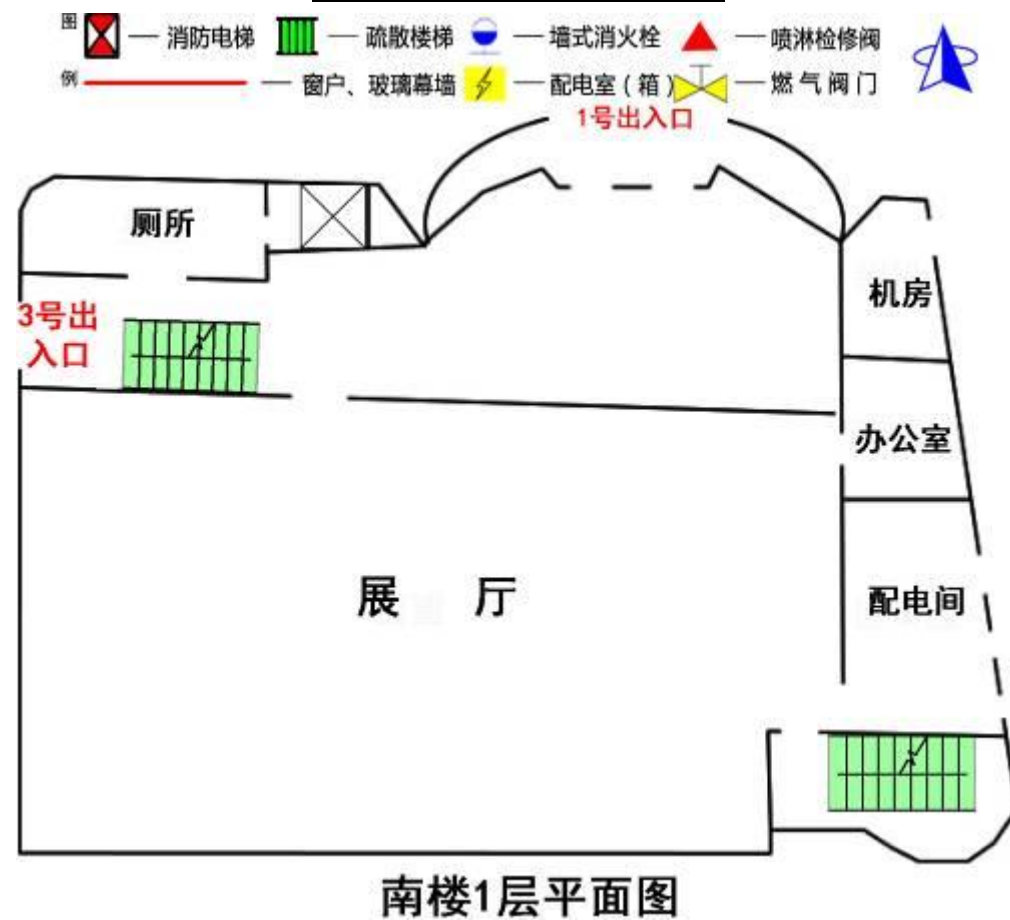 图 — 消防电梯 — 疏散楼梯 — 墙式消火栓 — 喷淋检修阀
例 — 窗户、玻璃幕墙 — 配电室(箱) — 燃气阀门
1号出入口
厕所
机房
3号出
入口
办公室
展 厅
配电间
南楼1层平面图